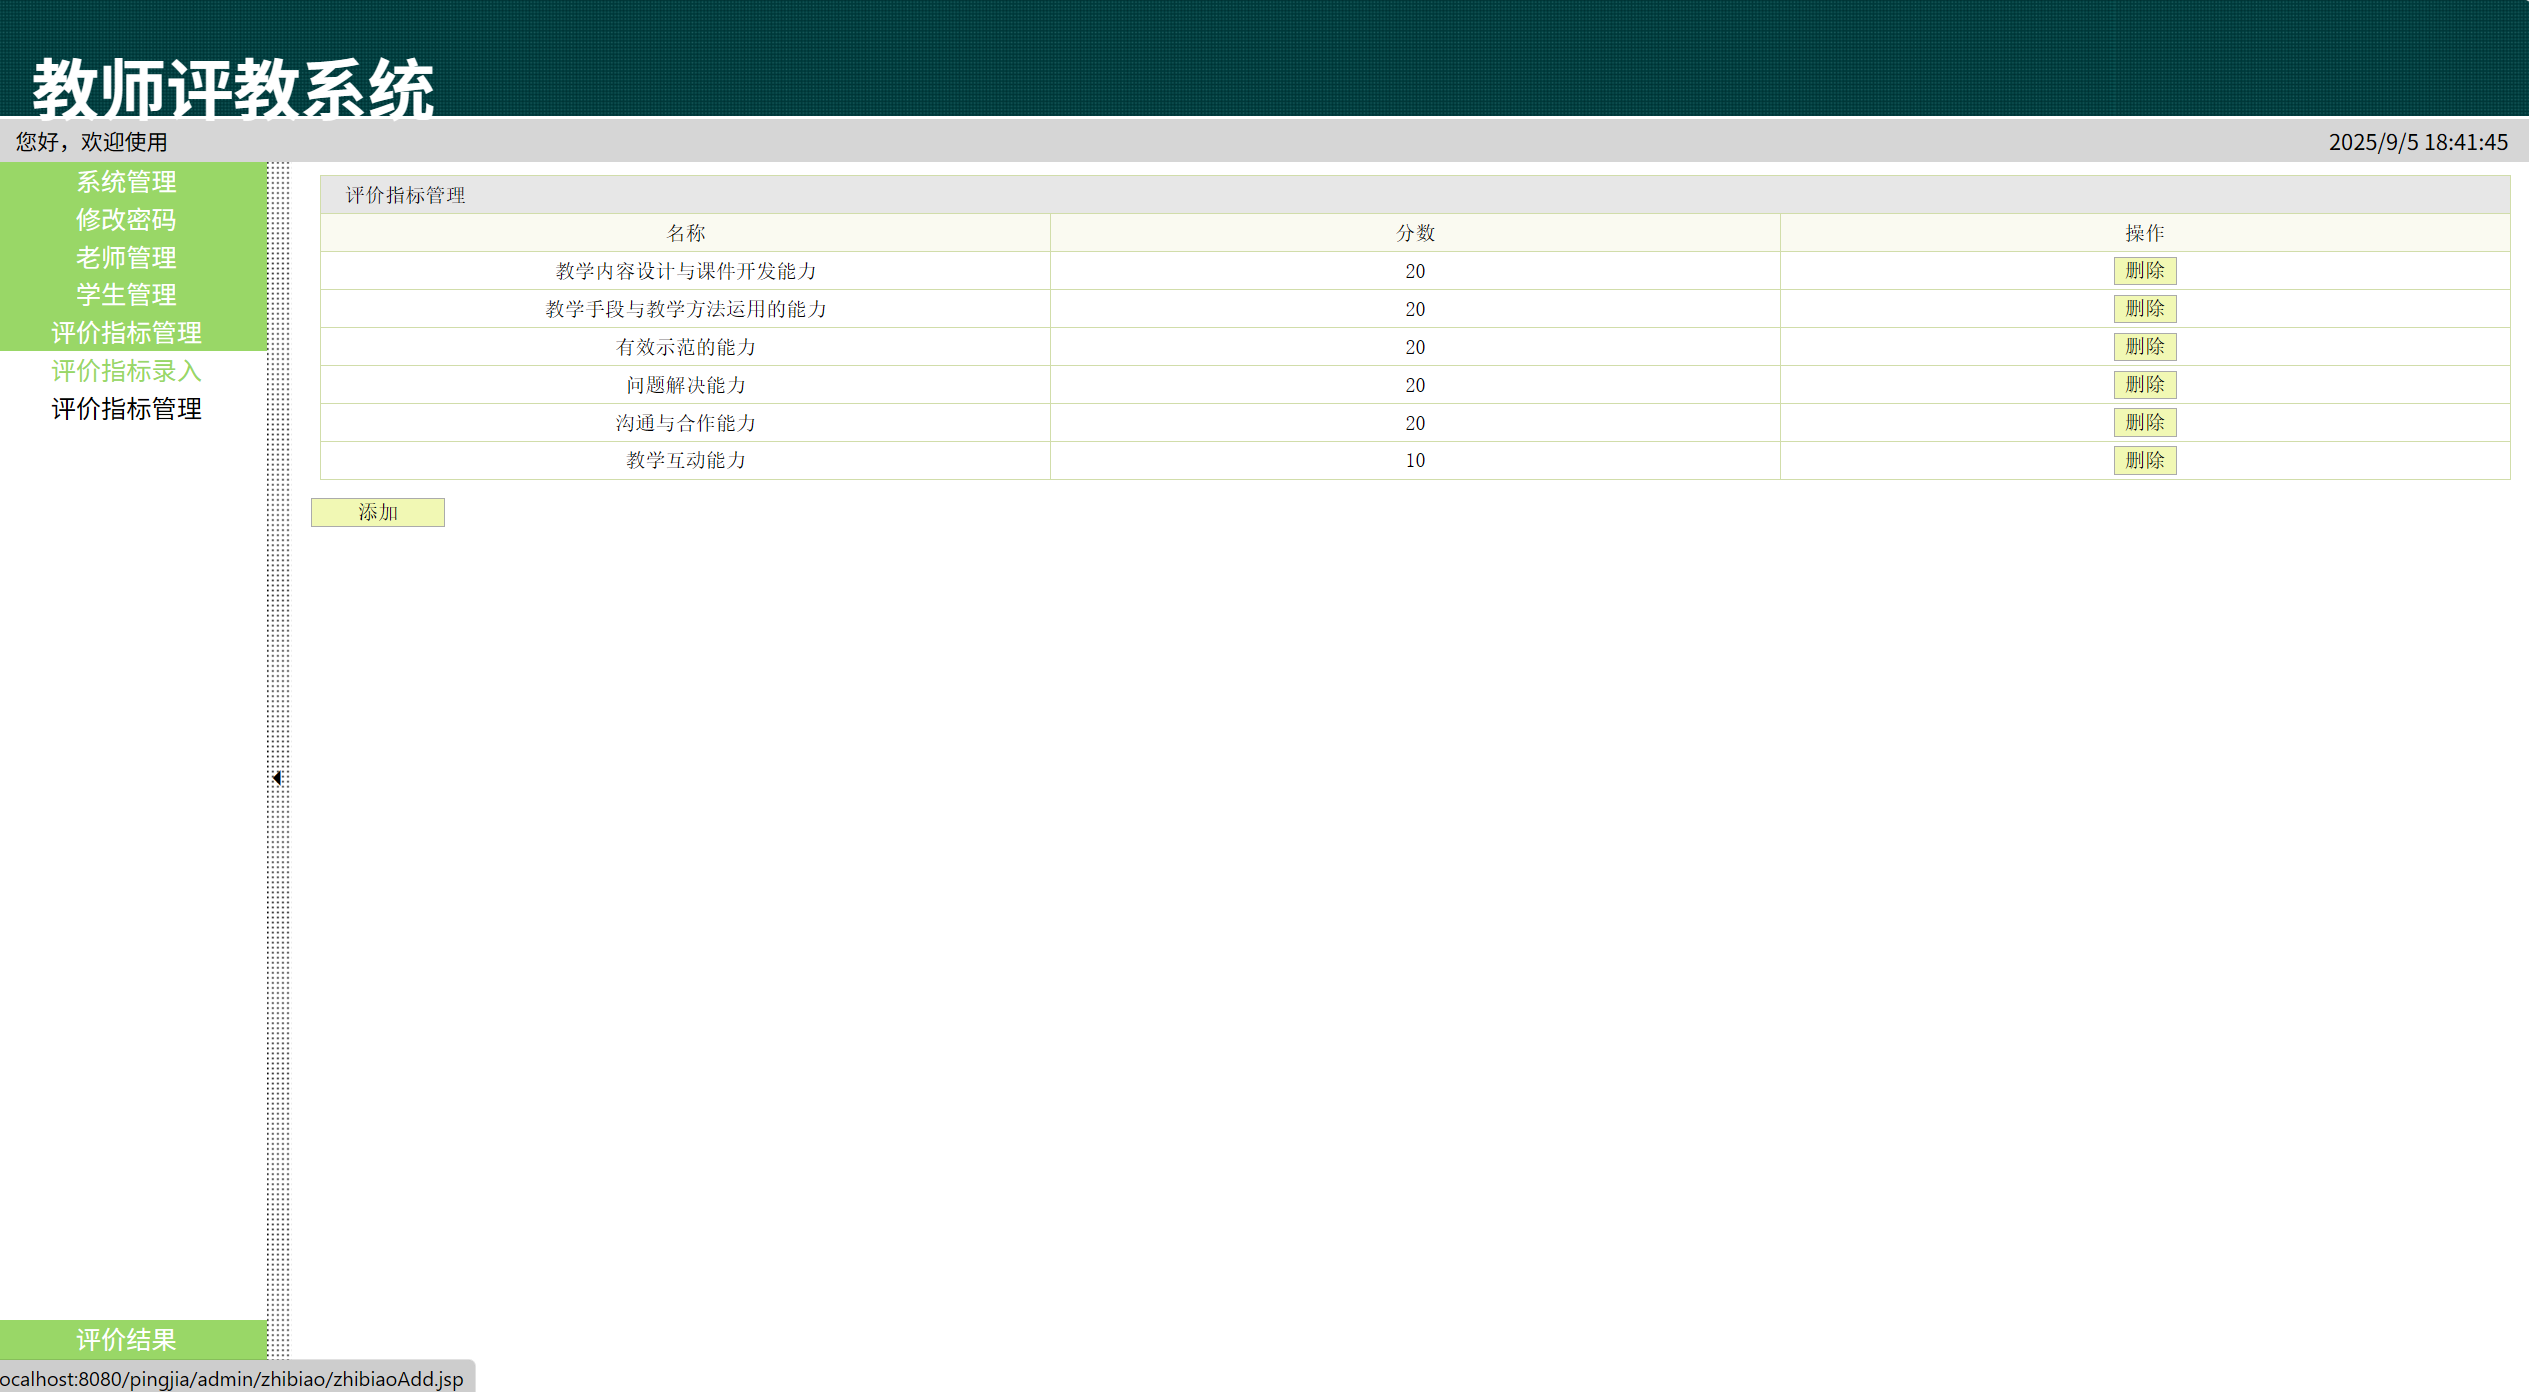 教师评教系统
您好，欢迎使用
2025/9/5 18:41:45
系统管理
修改密码
老师管理
学生管理
评价指标管理
评价指标录入
评价指标管理
评价指标管理
名称 分数 操作
教学内容设计与课件开发能力 20 删除
教学手段与教学方法运用的能力 20 删除
有效示范的能力 20 删除
问题解决能力 20 删除
沟通与合作能力 20 删除
教学互动能力 10 删除
添加
评价结果
ocalhost:8080/pingjia/admin/zhibiao/zhibiaoAdd.jsp